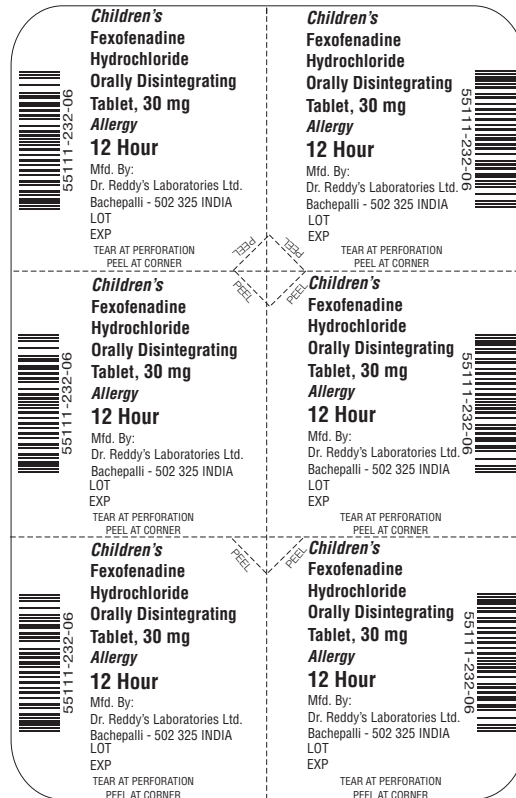 Children’s
Fexofenadine
Hydrochloride
Orally Disintegrating
Tablet, 30 mg
Allergy
12 Hour
Mfd. By:
Dr. Reddy’s Laboratories Ltd.
Bachepalli - 502 325 INDIA
LOT
EXP
TEAR AT PERFORATION
PEEL AT CORNER
55111-232-06
PEEL
Children’s
Fexofenadine
Hydrochloride
Orally Disintegrating
Tablet, 30 mg
Allergy
12 Hour
Mfd. By:
Dr. Reddy’s Laboratories Ltd.
Bachepalli - 502 325 INDIA
LOT
EXP
TEAR AT PERFORATION
PEEL AT CORNER
55111-232-06
PEEL
Children’s
Fexofenadine
Hydrochloride
Orally Disintegrating
Tablet, 30 mg
Allergy
12 Hour
Mfd. By:
Dr. Reddy’s Laboratories Ltd.
Bachepalli - 502 325 INDIA
LOT
EXP
TEAR AT PERFORATION
PEEL AT CORNER
55111-232-06
PEEL
Children’s
Fexofenadine
Hydrochloride
Orally Disintegrating
Tablet, 30 mg
Allergy
12 Hour
Mfd. By:
Dr. Reddy’s Laboratories Ltd.
Bachepalli - 502 325 INDIA
LOT
EXP
TEAR AT PERFORATION
PEEL AT CORNER
55111-232-06
PEEL
Children’s
Fexofenadine
Hydrochloride
Orally Disintegrating
Tablet, 30 mg
Allergy
12 Hour
Mfd. By:
Dr. Reddy’s Laboratories Ltd.
Bachepalli - 502 325 INDIA
LOT
EXP
TEAR AT PERFORATION
PEEL AT CORNER
55111-232-06
PEEL
Children’s
Fexofenadine
Hydrochloride
Orally Disintegrating
Tablet, 30 mg
Allergy
12 Hour
Mfd. By:
Dr. Reddy’s Laboratories Ltd.
Bachepalli - 502 325 INDIA
LOT
EXP
TEAR AT PERFORATION
PEEL AT CORNER
55111-232-06
PEEL